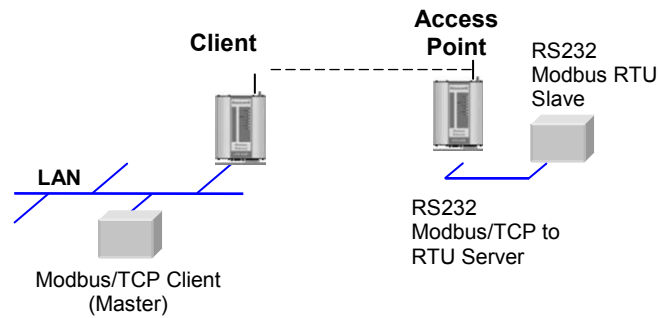 Client
Access
Point
RS232
Modbus RTU
Slave
LAN
RS232
Modbus/TCP to
RTU Server
Modbus/TCP Client
(Master)